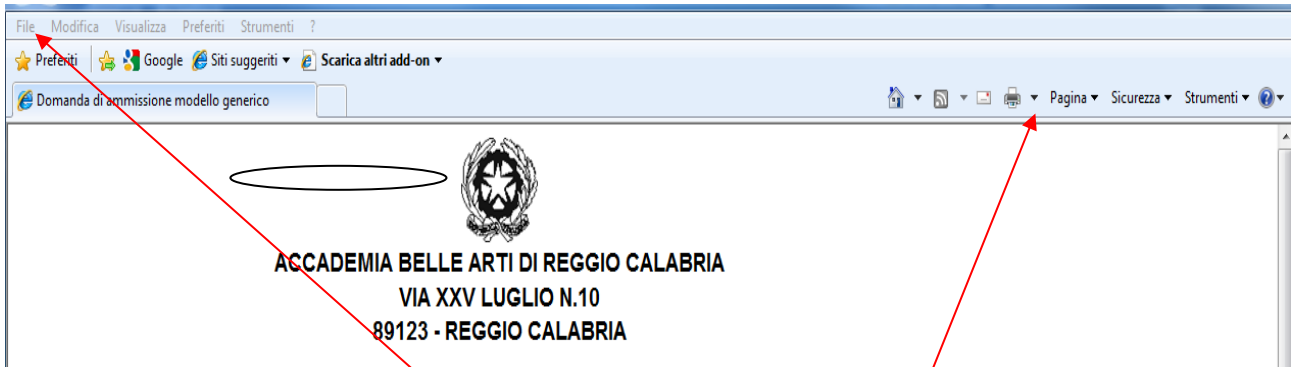 File Modifica Visualizza Preferiti Strumenti ?
Preferiti Google Siti suggeriti Scarica altri add-on
Domanda di ammissione modello generico Pagina Sicurezza Strumenti ?
ACCADEMIA BELLE ARTI DI REGGIO CALABRIA
VIA XXV LUGLIO N.10
89123 - REGGIO CALABRIA